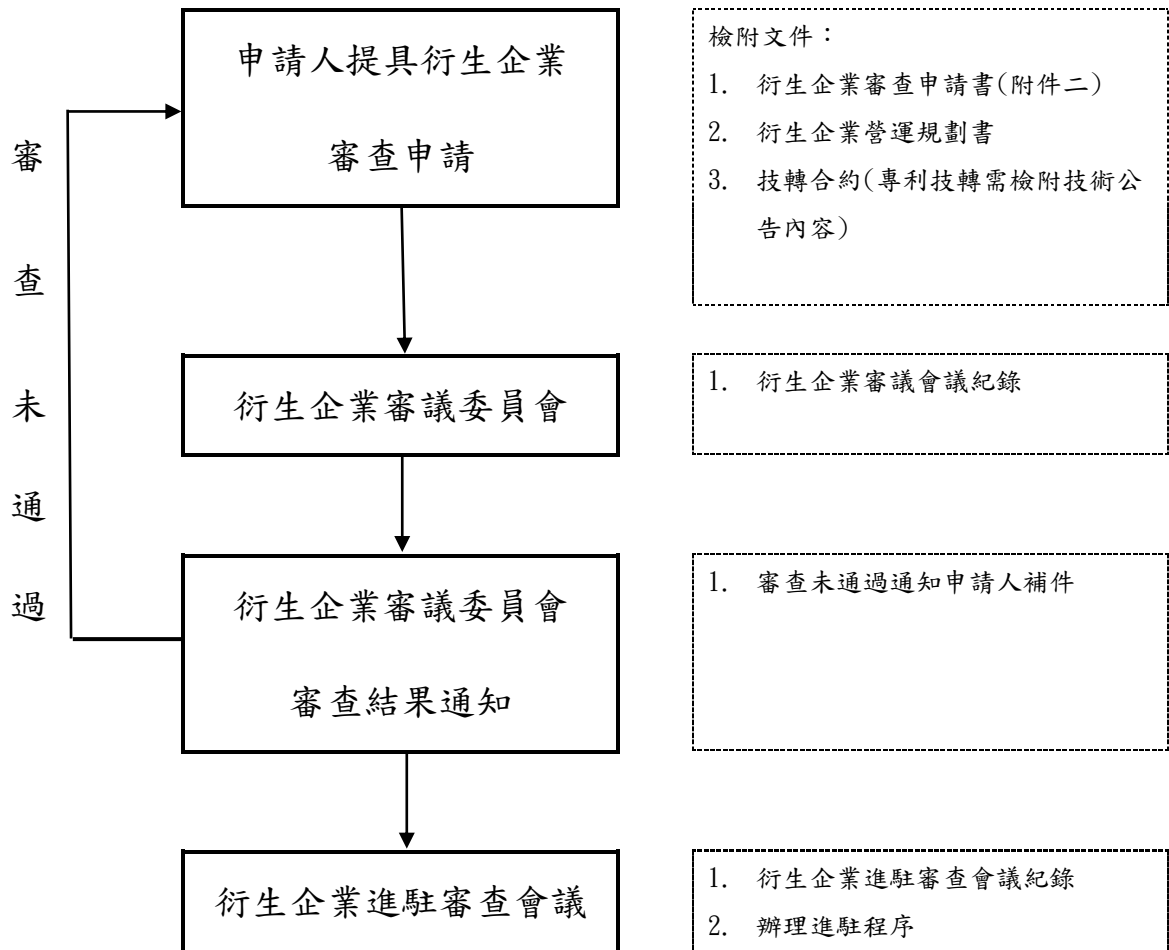 申請人提具衍生企業
審查申請
檢附文件：
1. 衍生企業審查申請書(附件二)
2. 衍生企業營運規劃書
3. 技轉合約(專利技轉需檢附技術公
告內容)
審
查
未
通
過
衍生企業審議委員會
1. 衍生企業審議會議紀錄
衍生企業審議委員會
審查結果通知
1. 審查未通過通知申請人補件
衍生企業進駐審查會議
1. 衍生企業進駐審查會議紀錄
2. 辦理進駐程序